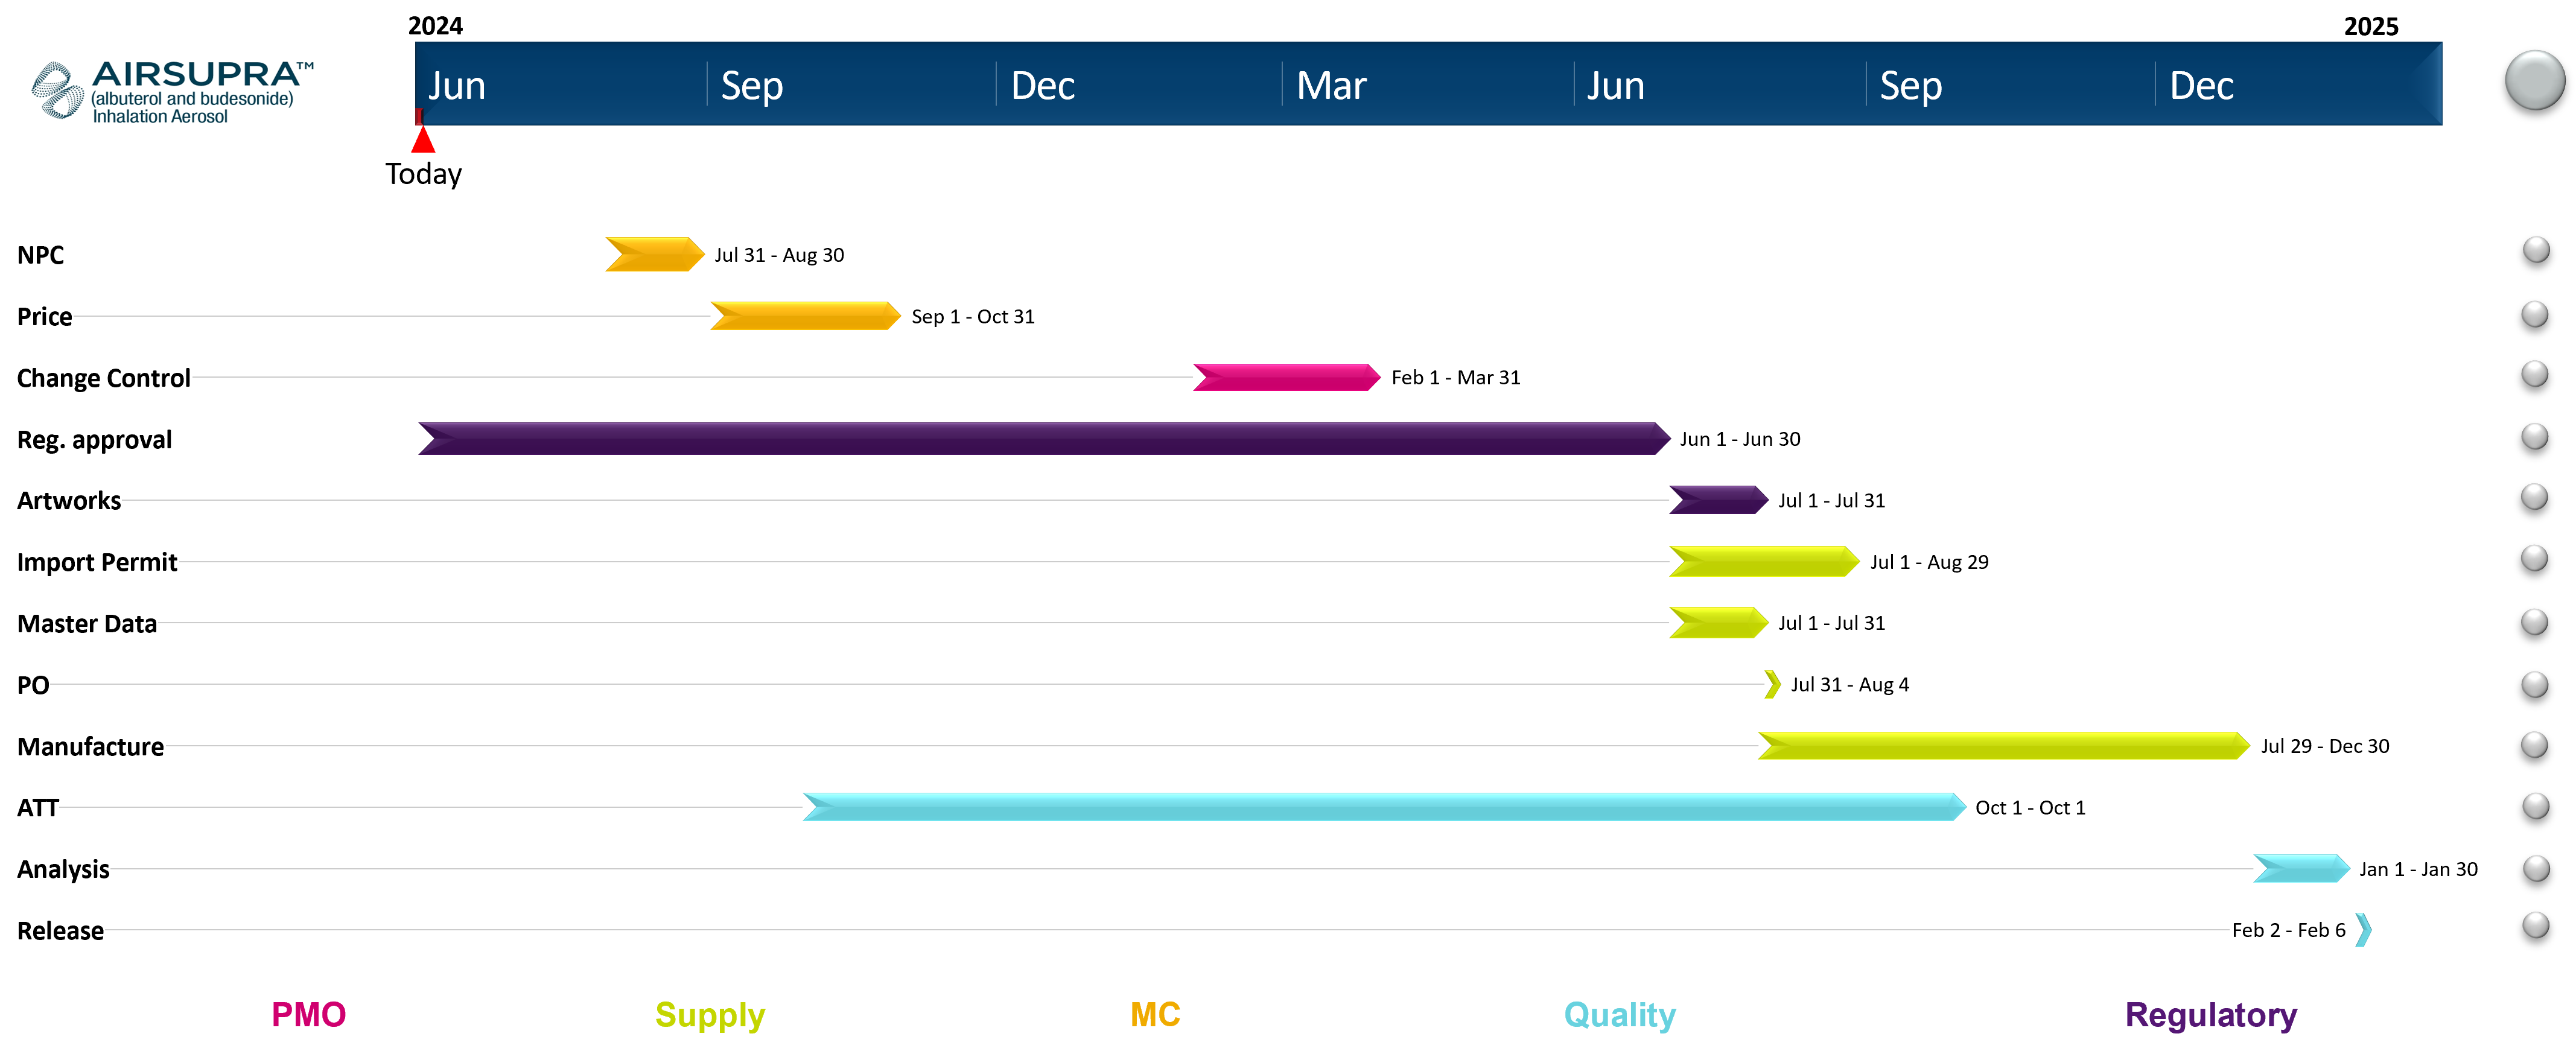 2024
2025
AIRSUPRA™
(albuterol and budesonide)
Inhalation Aerosol
Jun Sep Dec Mar Jun Sep Dec
Today
NPC Jul 31 - Aug 30
Price Sep 1 - Oct 31
Change Control Feb 1 - Mar 31
Reg. approval Jun 1 - Jun 30
Artworks Jul 1 - Jul 31
Import Permit Jul 1 - Aug 29
Master Data Jul 1 - Jul 31
PO Jul 31 - Aug 4
Manufacture Jul 29 - Dec 30
ATT Oct 1 - Oct 1
Analysis Jan 1 - Jan 30
Release Feb 2 - Feb 6
PMO Supply MC Quality Regulatory